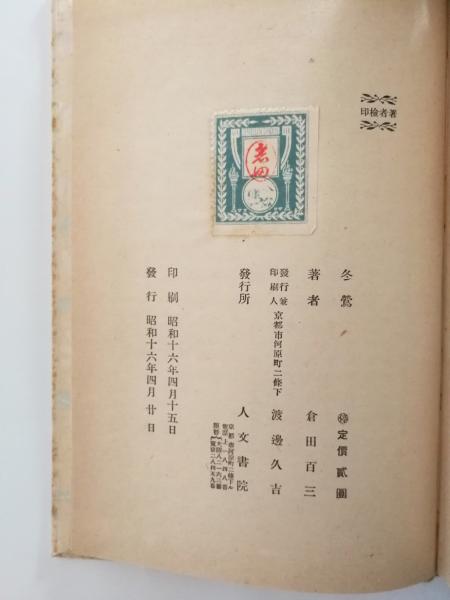 著者檢印
冬鶯
定價貳圓
著者 倉田百三
發行兼
印刷人
京都市河原町二條下
渡邊久吉
發行所 人文書院
印刷 昭和十六年四月十五日
發行 昭和十六年四月廿日